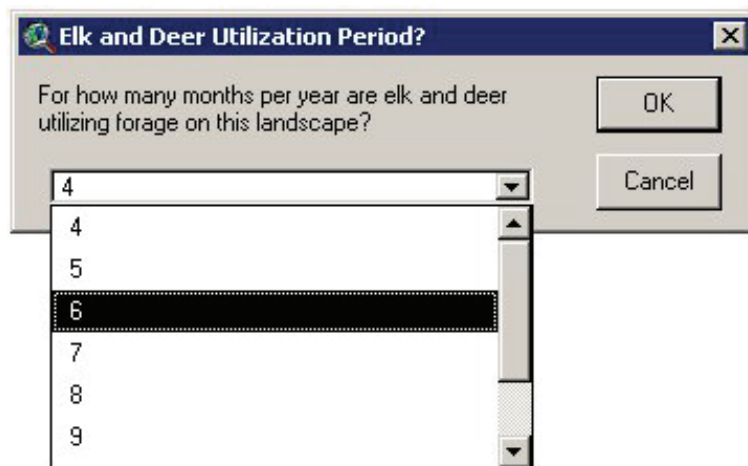 Elk and Deer Utilization Period?
For how many months per year are elk and deer
utilizing forage on this landscape?
OK
Cancel
4
4
5
6
7
8
9